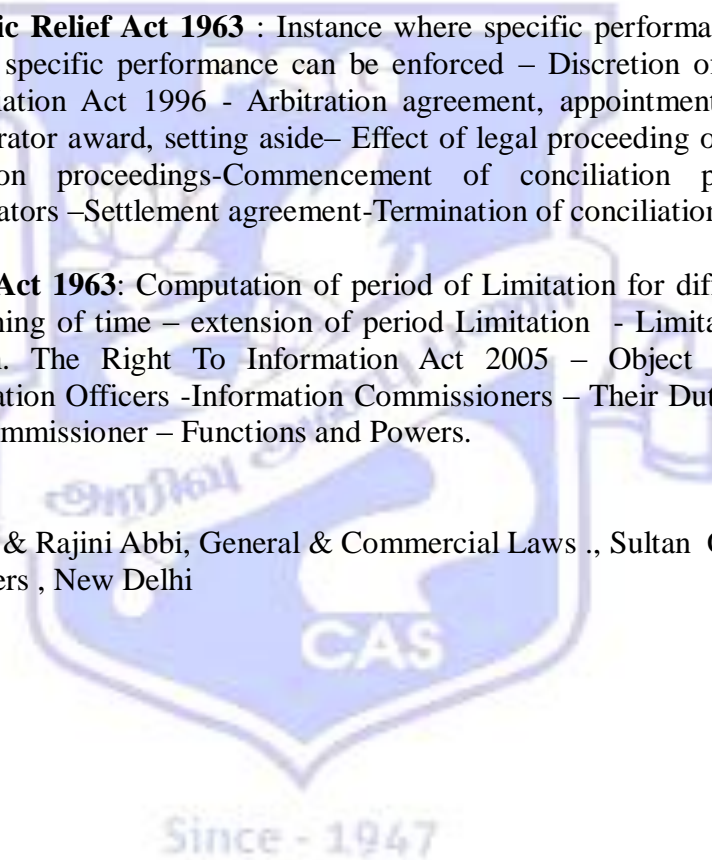 ic Relief Act 1963 : Instance where specific performa
specific performance can be enforced – Discretion of
iation Act 1996 - Arbitration agreement, appointment
rator award, setting aside– Effect of legal proceeding o
on proceedings-Commencement of conciliation p
ators –Settlement agreement-Termination of conciliation
Act 1963: Computation of period of Limitation for diff
ning of time – extension of period Limitation - Limita
. The Right To Information Act 2005 – Object
ation Officers -Information Commissioners – Their Dut
ommissioner – Functions and Powers.
& Rajini Abbi, General & Commercial Laws ., Sultan
ers , New Delhi
CAS
Since - 1947